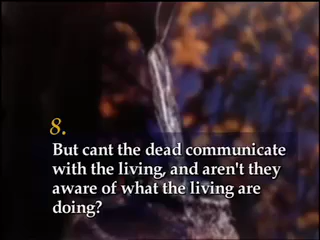 8.
But cant the dead communicate
with the living, and aren't they
aware of what the living are
doing?